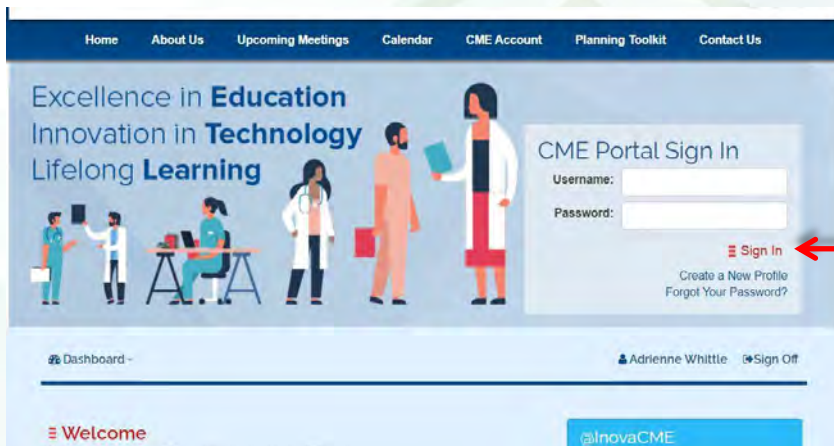 Home About Us Upcoming Meetings Calendar CME Account Planning Toolkit Contact Us
Excellence in Education
Innovation in Technology
Lifelong Learning
CME Portal Sign In
Username:
Password:
Sign In
Create a New Profile
Forgot Your Password?
Dashboard
Adrienne Whittle Sign Off
Welcome
@InovaCME